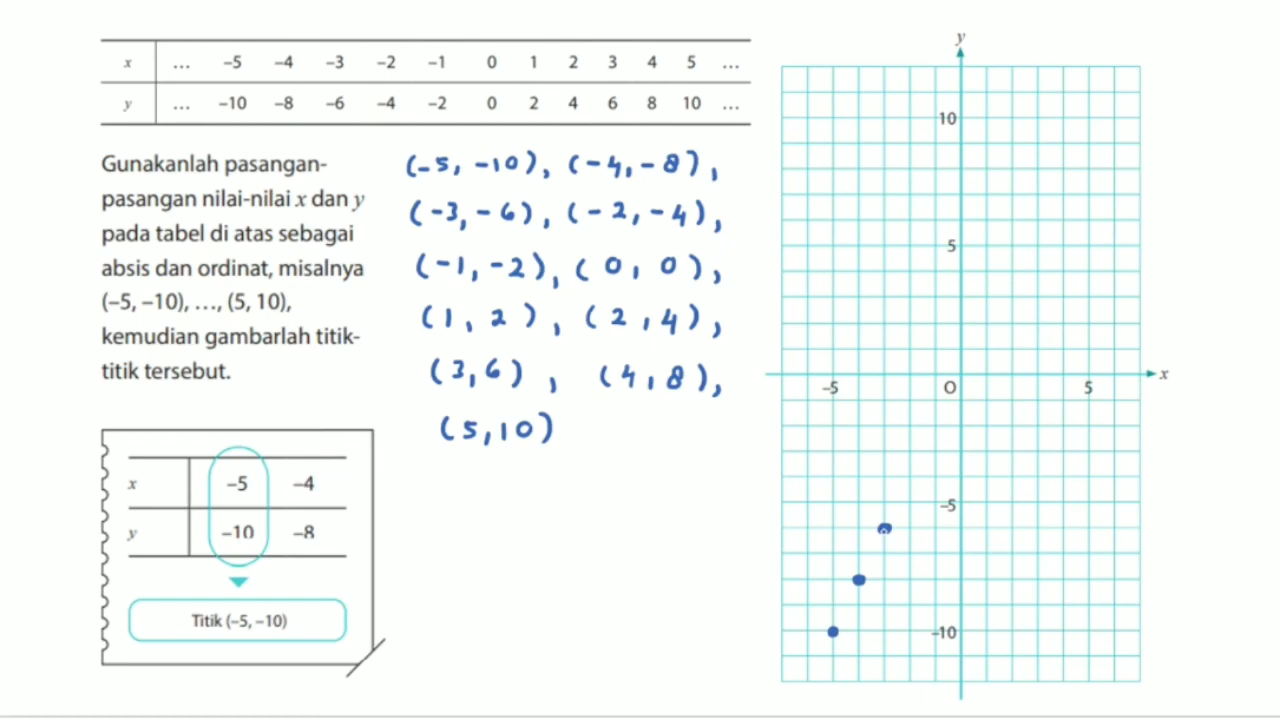 x … –5 –4 –3 –2 –1 0 1 2 3 4 5 …
y … –10 –8 –6 –4 –2 0 2 4 6 8 10 …
Gunakanlah pasangan-
pasangan nilai-nilai x dan y
pada tabel di atas sebagai
absis dan ordinat, misalnya
(–5, –10), …, (5, 10),
kemudian gambarlah titik-
titik tersebut.
(-5, -10), (-4, -8),
(-3, -6), (-2, -4),
(-1, -2), (0, 0),
(1, 2), (2, 4),
(3, 6), (4, 8),
(5, 10)
x –5 –4
y –10 –8
Titik (–5, –10)
y
10
5
–5 O 5 x
–5
–10